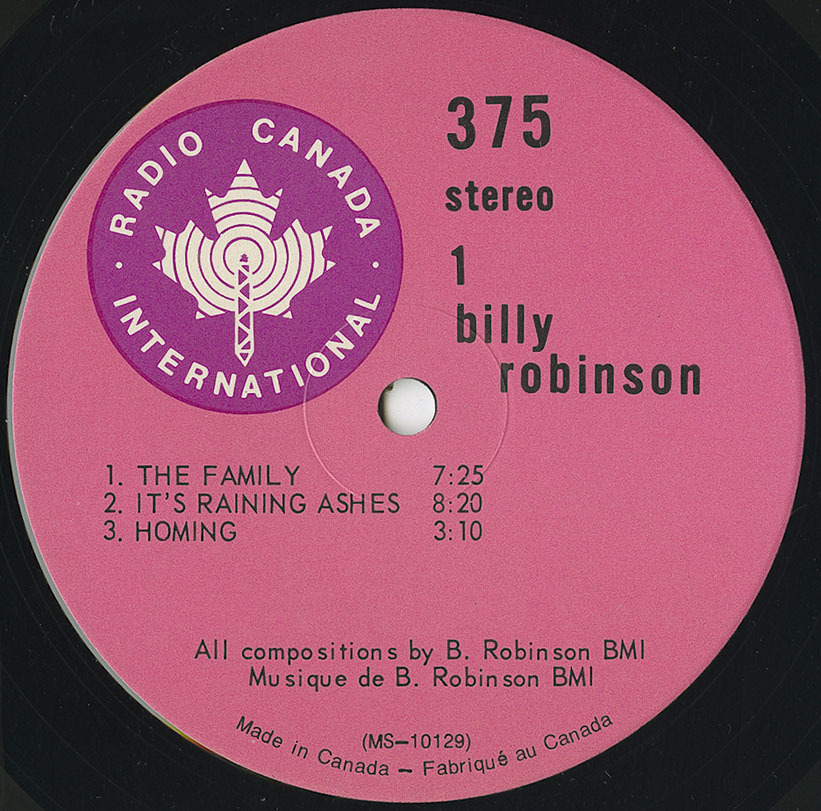 RADIO CANADA
INTERNATIONAL
375
stereo
1
billy
robinson
1. THE FAMILY 7:25
2. IT'S RAINING ASHES 8:20
3. HOMING 3:10
All compositions by B. Robinson BMI
Musique de B. Robinson BMI
(MS-10129)
Made in Canada - Fabriqué au Canada